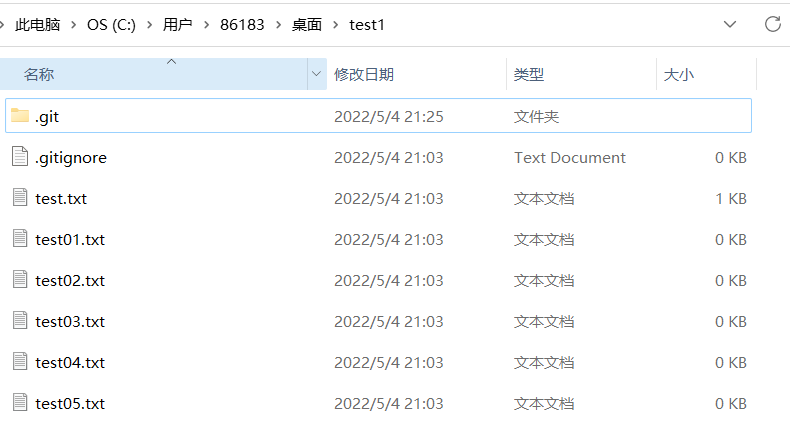 此电脑 > OS (C:) > 用户 > 86183 > 桌面 > test1
名称 修改日期 类型 大小
.git 2022/5/4 21:25 文件夹
.gitignore 2022/5/4 21:03 Text Document 0 KB
test.txt 2022/5/4 21:03 文本文档 1 KB
test01.txt 2022/5/4 21:03 文本文档 0 KB
test02.txt 2022/5/4 21:03 文本文档 0 KB
test03.txt 2022/5/4 21:03 文本文档 0 KB
test04.txt 2022/5/4 21:03 文本文档 0 KB
test05.txt 2022/5/4 21:03 文本文档 0 KB